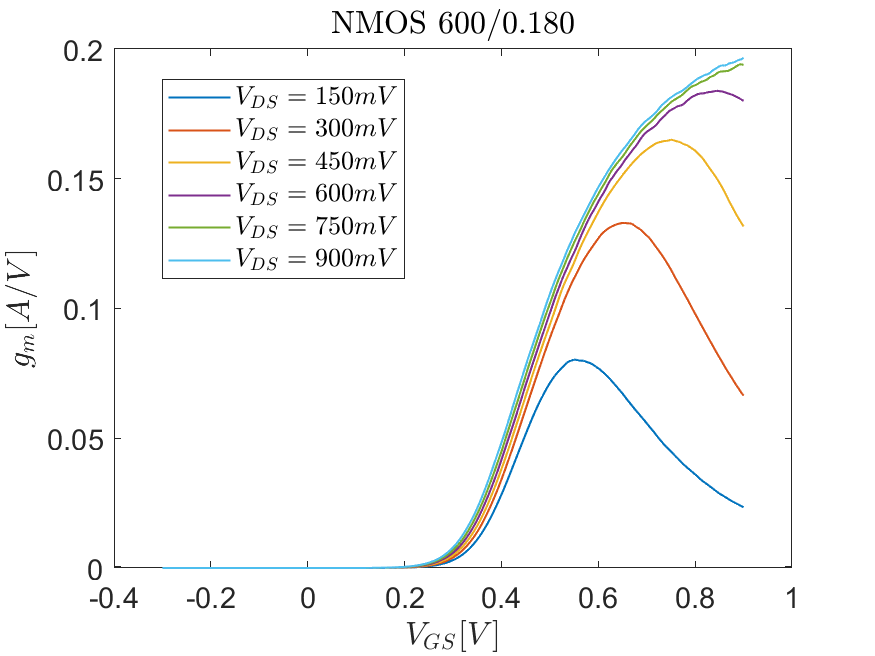 NMOS 600/0.180
0.2
0.15
0.1
0.05
0
g_m[A/V]
V_DS = 150mV
V_DS = 300mV
V_DS = 450mV
V_DS = 600mV
V_DS = 750mV
V_DS = 900mV
-0.4 -0.2 0 0.2 0.4 0.6 0.8 1
V_GS[V]